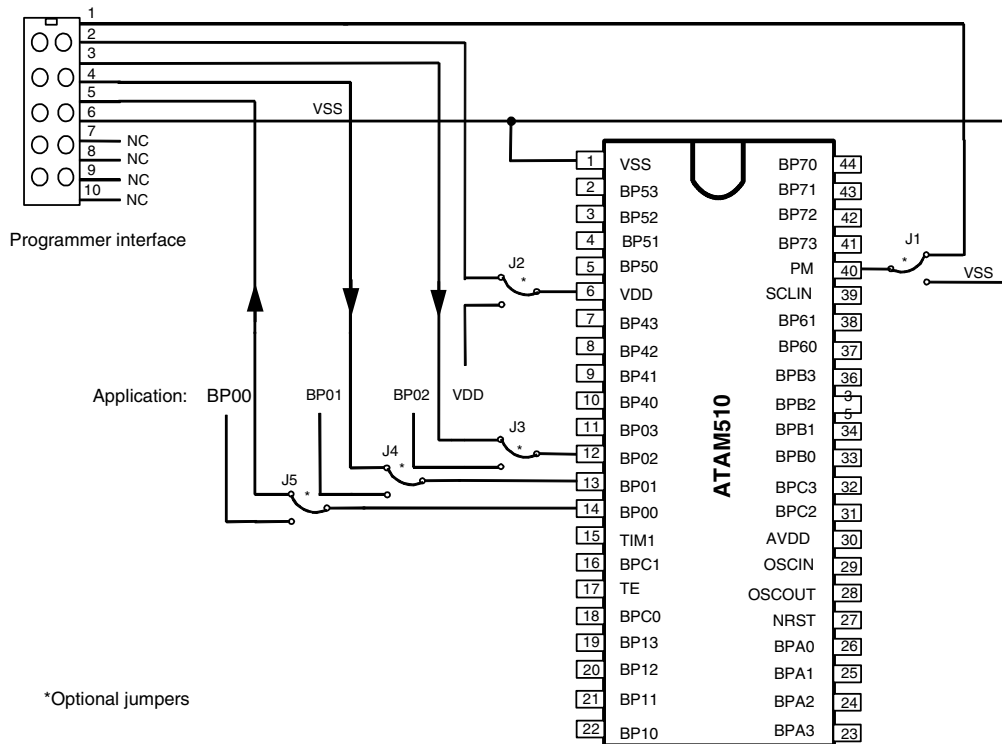 1
2
3
4
5
6
7 NC
8 NC
9 NC
10 NC
Programmer interface
VSS
J1
*
VSS
J2
*
Application: BP00 BP01 BP02 VDD
J3
*
J4
*
J5
*
ATAM510
1 VSS BP70 44
2 BP53 BP71 43
3 BP52 BP72 42
4 BP51 BP73 41
5 BP50 PM 40
6 VDD SCLIN 39
7 BP43 BP61 38
8 BP42 BP60 37
9 BP41 BPB3 36
10 BP40 BPB2 35
11 BP03 BPB1 34
12 BP02 BPB0 33
13 BP01 BPC3 32
14 BP00 BPC2 31
15 TIM1 AVDD 30
16 BPC1 OSCIN 29
17 TE OSCOUT 28
18 BPC0 NRST 27
19 BP13 BPA0 26
20 BP12 BPA1 25
21 BP11 BPA2 24
22 BP10 BPA3 23
*Optional jumpers